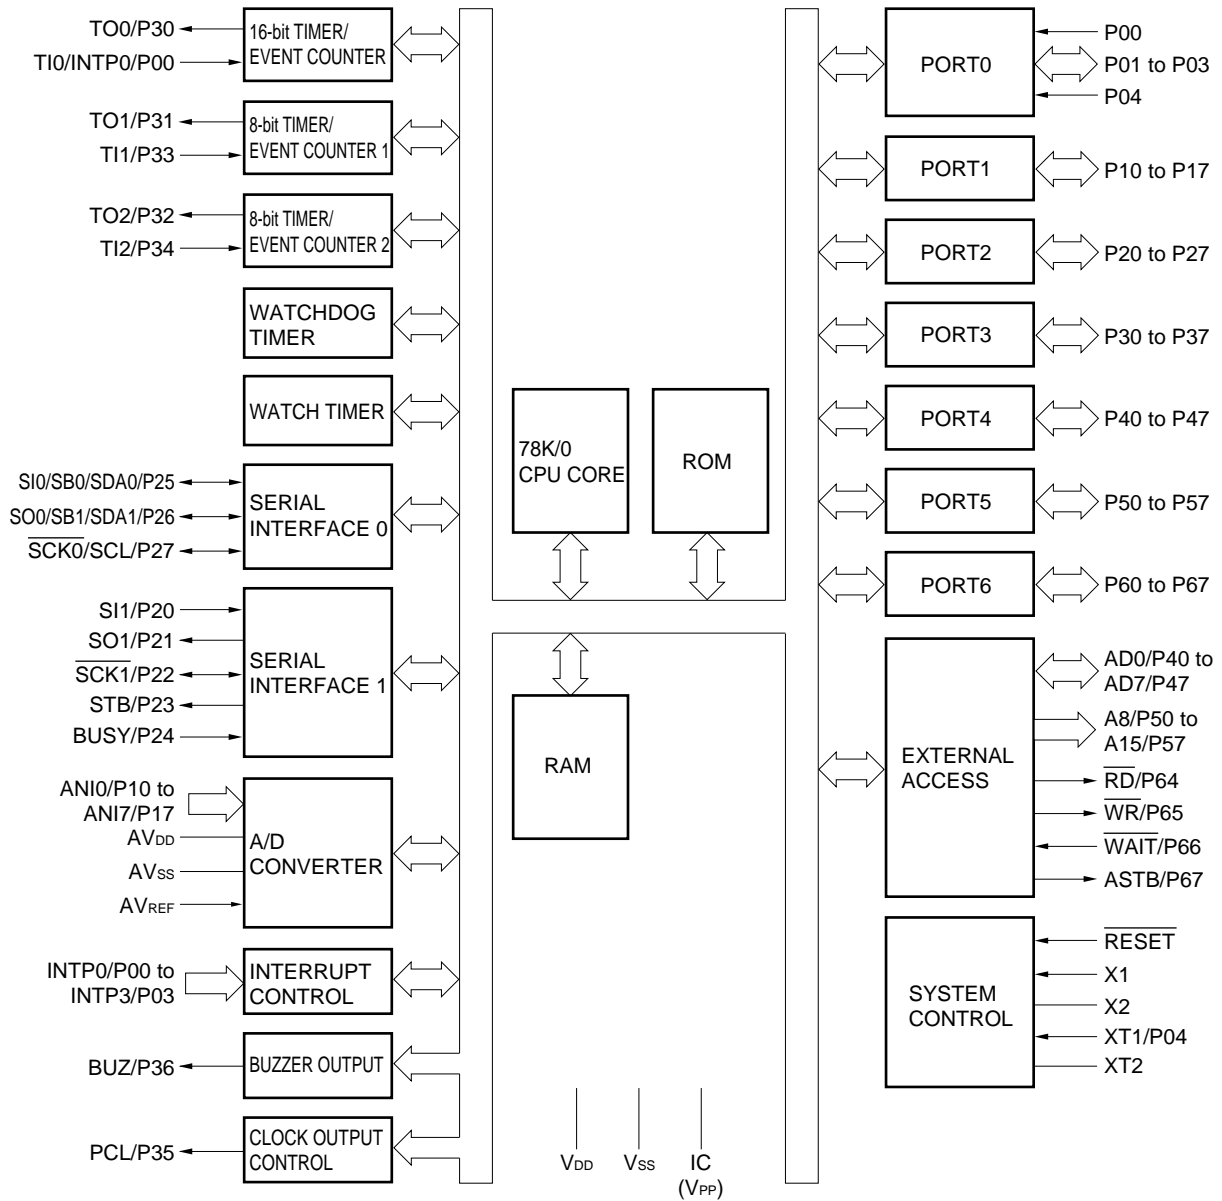 TO0/P30
TI0/INTP0/P00
16-bit TIMER/
EVENT COUNTER
TO1/P31
TI1/P33
8-bit TIMER/
EVENT COUNTER 1
TO2/P32
TI2/P34
8-bit TIMER/
EVENT COUNTER 2
WATCHDOG
TIMER
WATCH TIMER
SI0/SB0/SDA0/P25
SO0/SB1/SDA1/P26
SCK0/SCL/P27
SERIAL
INTERFACE 0
SI1/P20
SO1/P21
SCK1/P22
STB/P23
BUSY/P24
SERIAL
INTERFACE 1
ANI0/P10 to
ANI7/P17
AVDD
AVSS
AVREF
A/D
CONVERTER
INTP0/P00 to
INTP3/P03
INTERRUPT
CONTROL
BUZ/P36
BUZZER OUTPUT
PCL/P35
CLOCK OUTPUT
CONTROL
78K/0
CPU CORE
ROM
RAM
VDD
VSS
IC
(VPP)
PORT0
P00
P01 to P03
P04
PORT1
P10 to P17
PORT2
P20 to P27
PORT3
P30 to P37
PORT4
P40 to P47
PORT5
P50 to P57
PORT6
P60 to P67
EXTERNAL
ACCESS
AD0/P40 to
AD7/P47
A8/P50 to
A15/P57
RD/P64
WR/P65
WAIT/P66
ASTB/P67
SYSTEM
CONTROL
RESET
X1
X2
XT1/P04
XT2